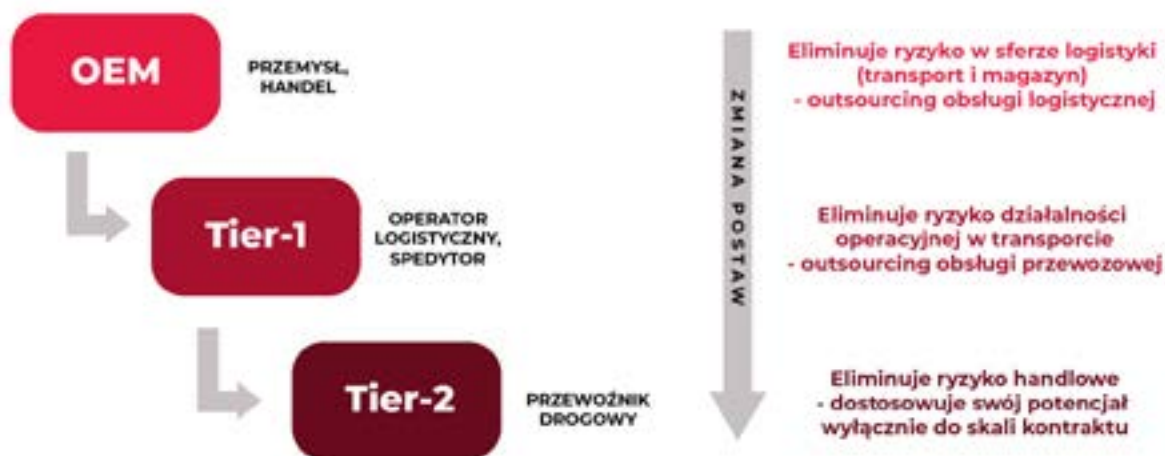 OEM
PRZEMYSŁ,
HANDEL
Eliminuje ryzyko w sferze logistyki
(transport i magazyn)
- outsourcing obsługi logistycznej
ZMIANA POSTAW
Tier-1
OPERATOR
LOGISTYCZNY,
SPEDYTOR
Eliminuje ryzyko działalności
operacyjnej w transporcie
- outsourcing obsługi przewozowej
Tier-2
PRZEWOŹNIK
DROGOWY
Eliminuje ryzyko handlowe
- dostosowuje swój potencjał
wyłącznie do skali kontraktu